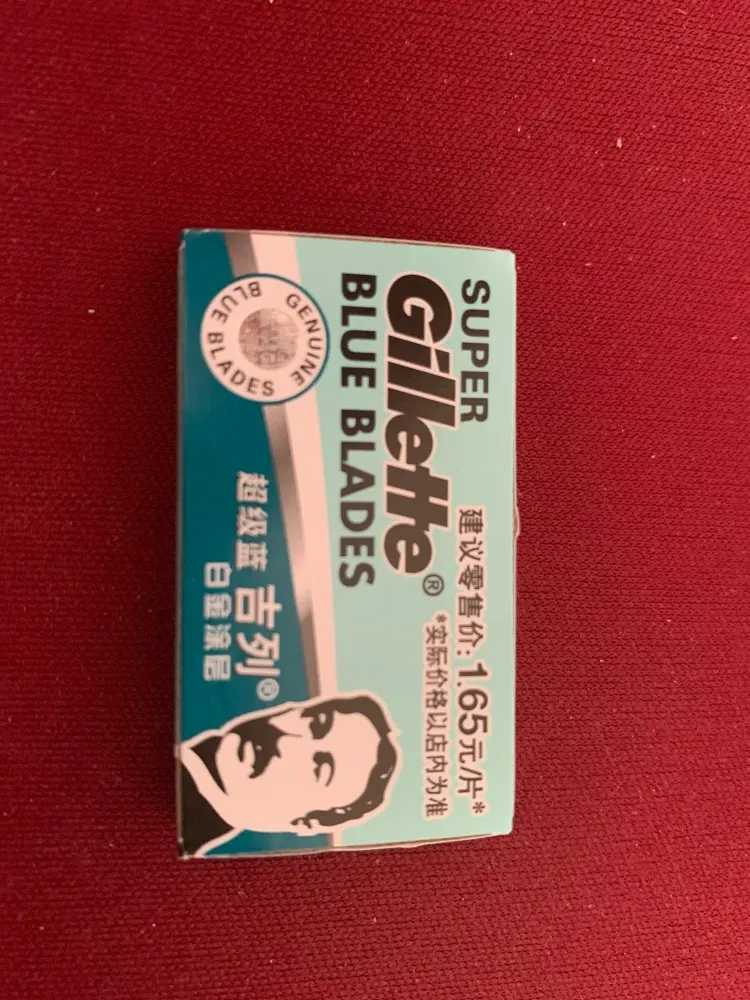 SUPER
Gillette®
BLUE BLADES
建议零售价:1.65元/片*
*实际价格以店内为准
GENUINE
BLUE BLADES
BLUE
超级蓝 吉列®
白金涂层